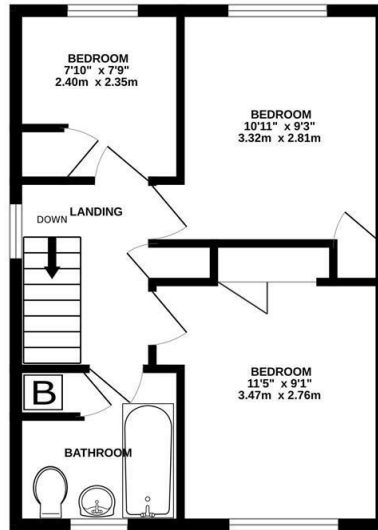 BEDROOM
7'10" x 7'9"
2.40m x 2.35m
BEDROOM
10'11" x 9'3"
3.32m x 2.81m
LANDING
DOWN
BEDROOM
11'5" x 9'1"
3.47m x 2.76m
B
BATHROOM